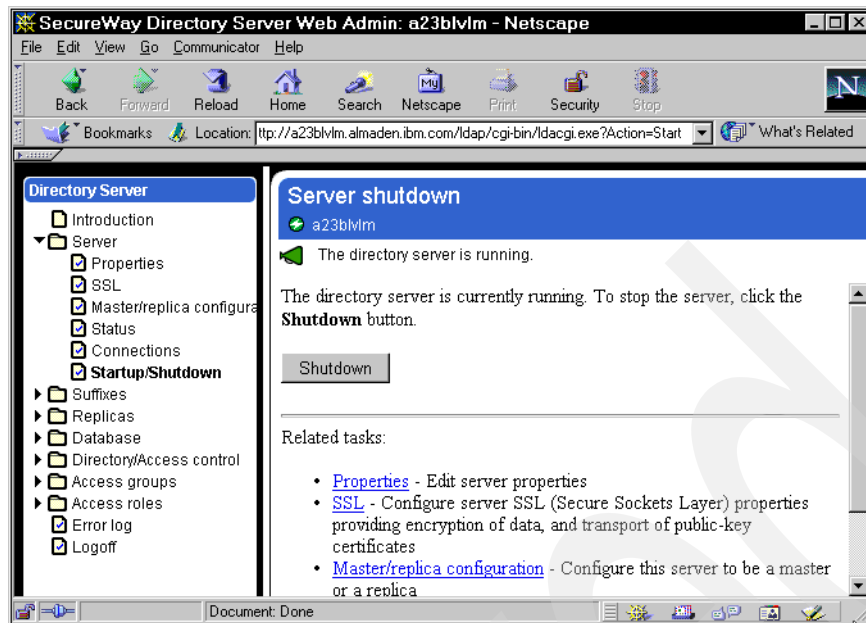 SecureWay Directory Server Web Admin: a23blvlm - Netscape
File Edit View Go Communicator Help
Back Forward Reload Home Search Netscape Print Security Stop
My
N
Bookmarks Location: ttp://a23blvlm.almaden.ibm.com/ldap/cgi-bin/ldacgi.exe?Action=Start What's Related
Directory Server
Introduction
Server
Properties
SSL
Master/replica configura
Status
Connections
Startup/Shutdown
Suffixes
Replicas
Database
Directory/Access control
Access groups
Access roles
Error log
Logoff
Server shutdown
a23blvlm
The directory server is running.
The directory server is currently running. To stop the server, click the
Shutdown button.
Shutdown
Related tasks:
• Properties - Edit server properties
• SSL - Configure server SSL (Secure Sockets Layer) properties
providing encryption of data, and transport of public-key
certificates
• Master/replica configuration - Configure this server to be a master
or a replica
Document: Done